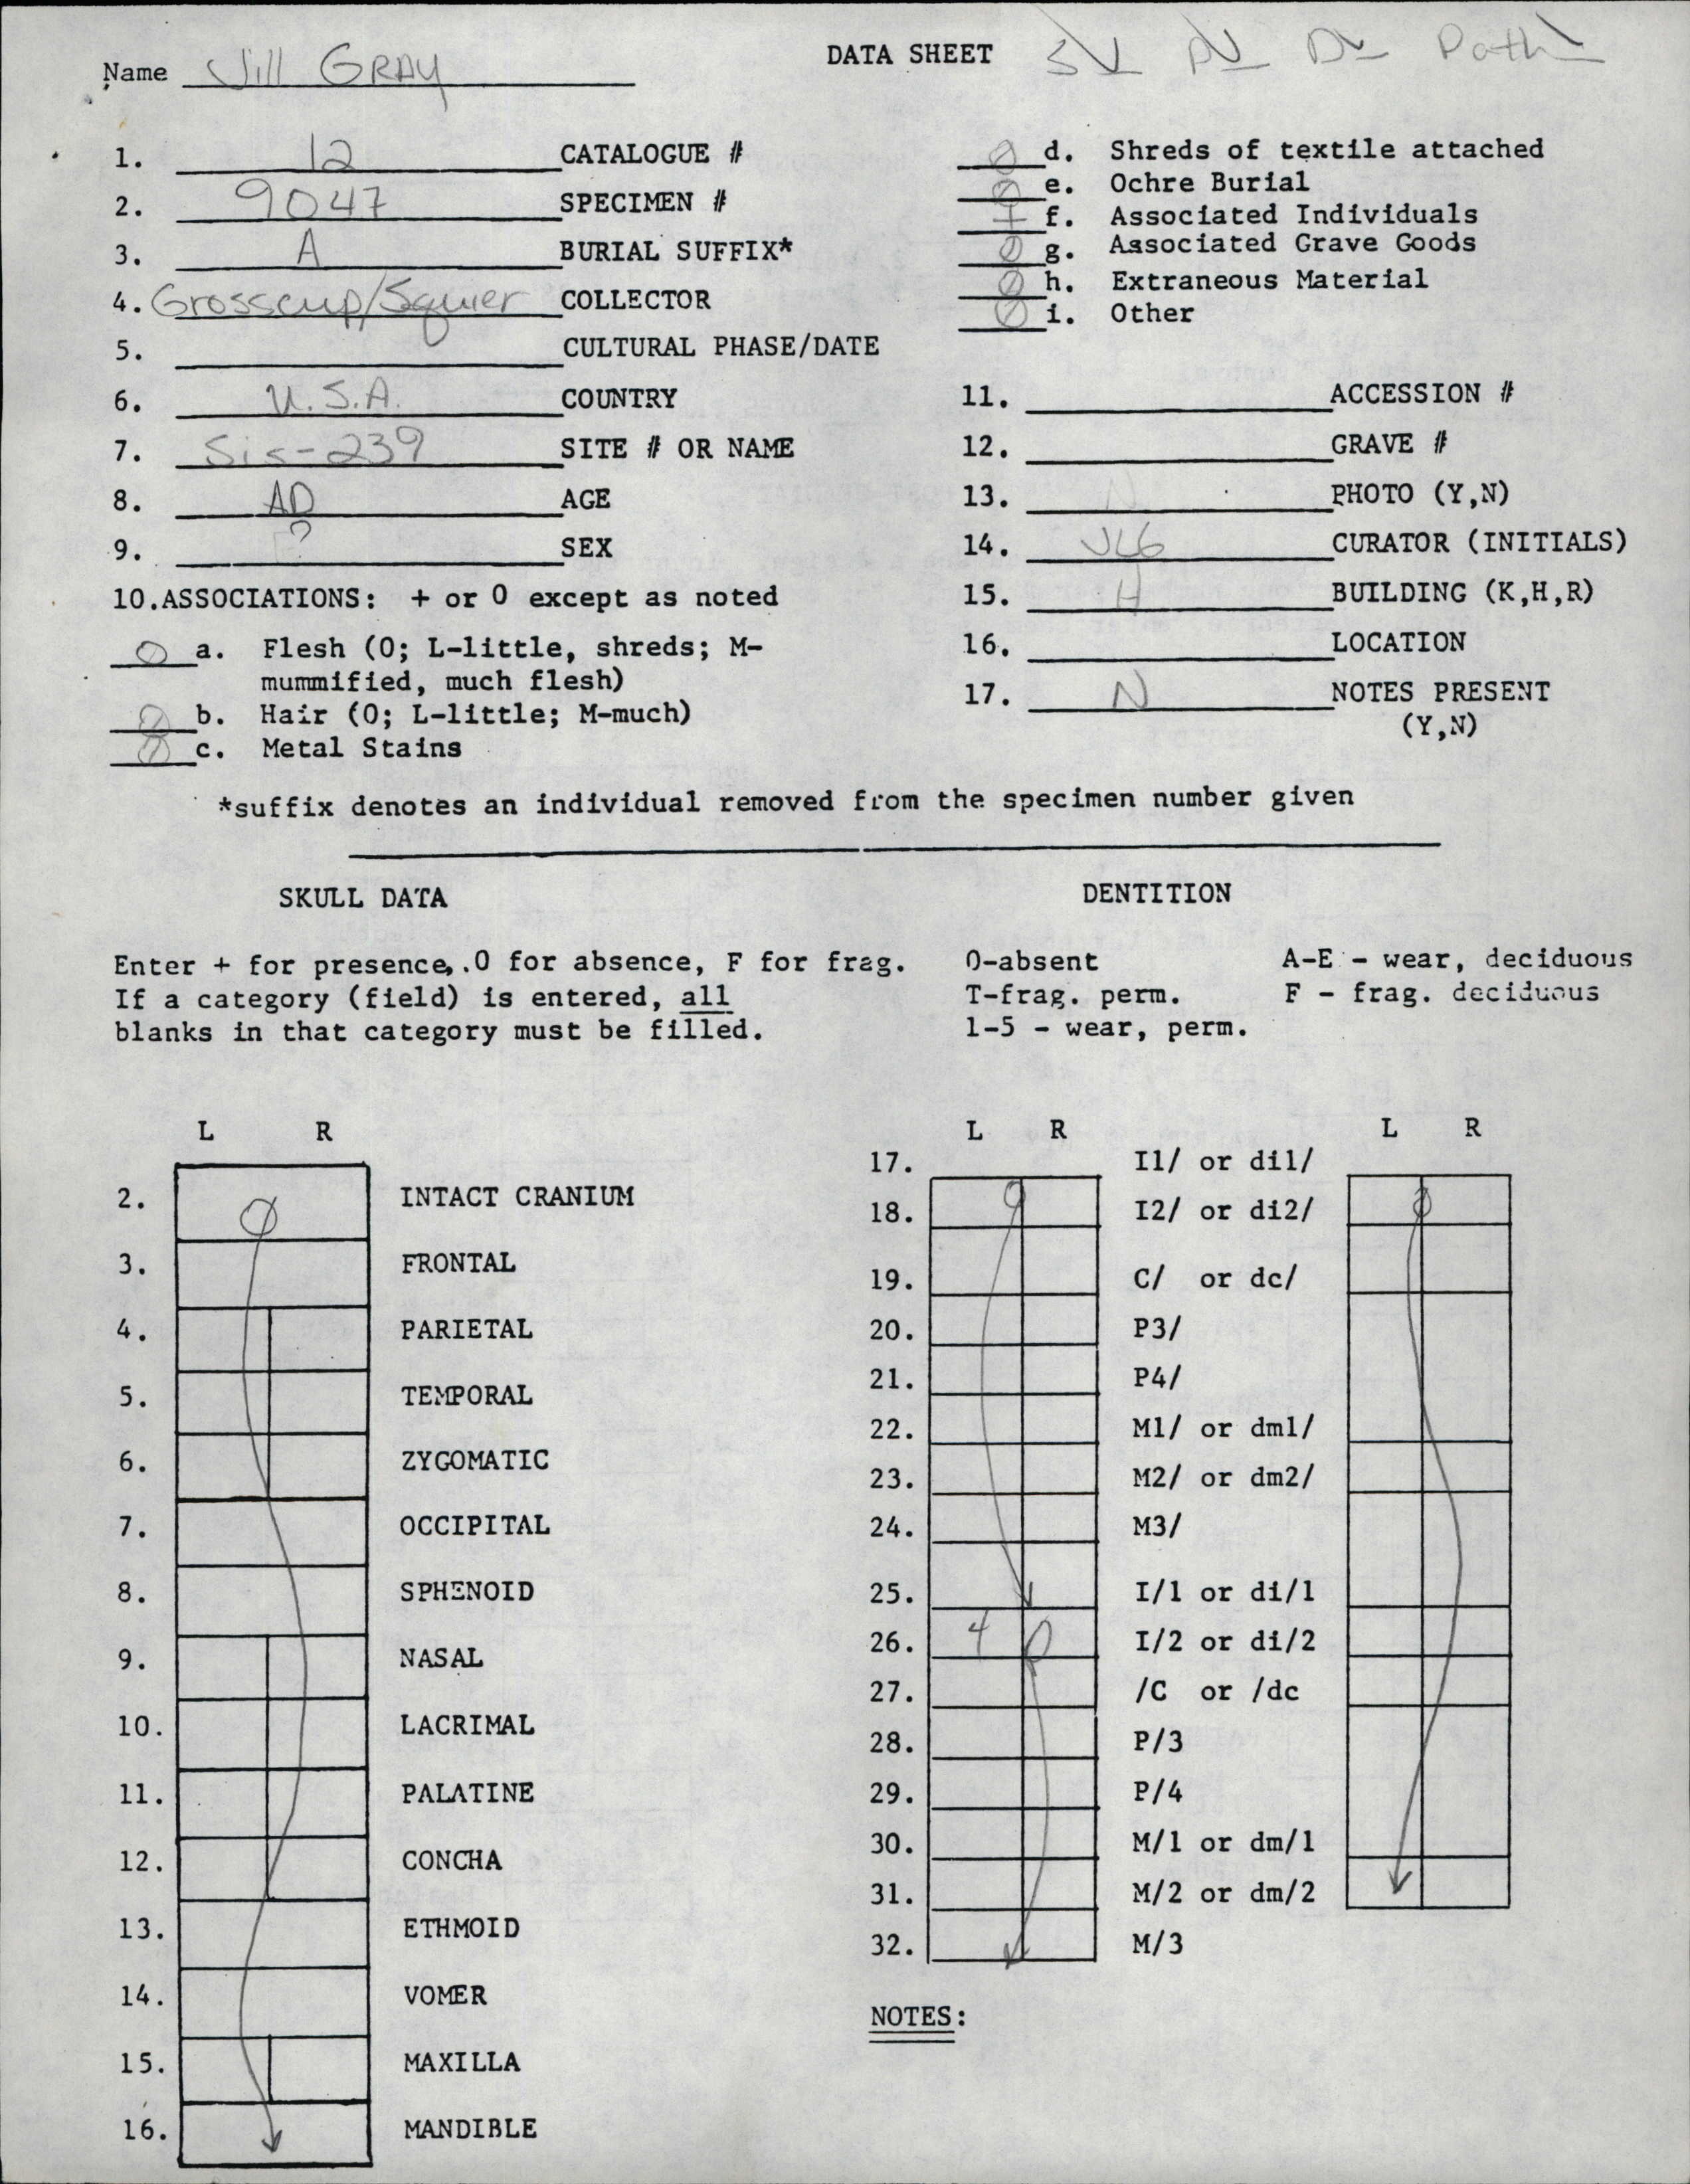 DATA SHEET
Name Jill GRAY
1. 12 CATALOGUE #
2. 9047 SPECIMEN #
3. A BURIAL SUFFIX*
4. Grosscup/Squier COLLECTOR
5. CULTURAL PHASE/DATE
6. U.S.A. COUNTRY
7. Sis-239 SITE # OR NAME
8. AD AGE
9. ? SEX
10.ASSOCIATIONS: + or 0 except as noted
0 a. Flesh (0; L-little, shreds; M-
mummified, much flesh)
0 b. Hair (0; L-little; M-much)
0 c. Metal Stains
0 d. Shreds of textile attached
0 e. Ochre Burial
+ f. Associated Individuals
0 g. Associated Grave Goods
0 h. Extraneous Material
0 i. Other
11. ACCESSION #
12. GRAVE #
13. N PHOTO (Y,N)
14. JLG CURATOR (INITIALS)
15. H BUILDING (K,H,R)
16. LOCATION
17. N NOTES PRESENT
(Y,N)
*suffix denotes an individual removed from the specimen number given
SKULL DATA
Enter + for presence, .0 for absence, F for frag.
If a category (field) is entered, all
blanks in that category must be filled.
L R
2. 0 INTACT CRANIUM
3. FRONTAL
4. PARIETAL
5. TEMPORAL
6. ZYGOMATIC
7. OCCIPITAL
8. SPHENOID
9. NASAL
10. LACRIMAL
11. PALATINE
12. CONCHA
13. ETHMOID
14. VOMER
15. MAXILLA
16. MANDIBLE
DENTITION
0-absent A-E - wear, deciduous
T-frag. perm. F - frag. deciduous
1-5 - wear, perm.
L R L R
17. I1/ or di1/
18. 0 I2/ or di2/ 0
19. C/ or dc/
20. P3/
21. P4/
22. M1/ or dm1/
23. M2/ or dm2/
24. M3/
25. I/1 or di/1
26. 4 0 I/2 or di/2
27. /C or /dc
28. P/3
29. P/4
30. M/1 or dm/1
31. M/2 or dm/2
32. M/3
NOTES: